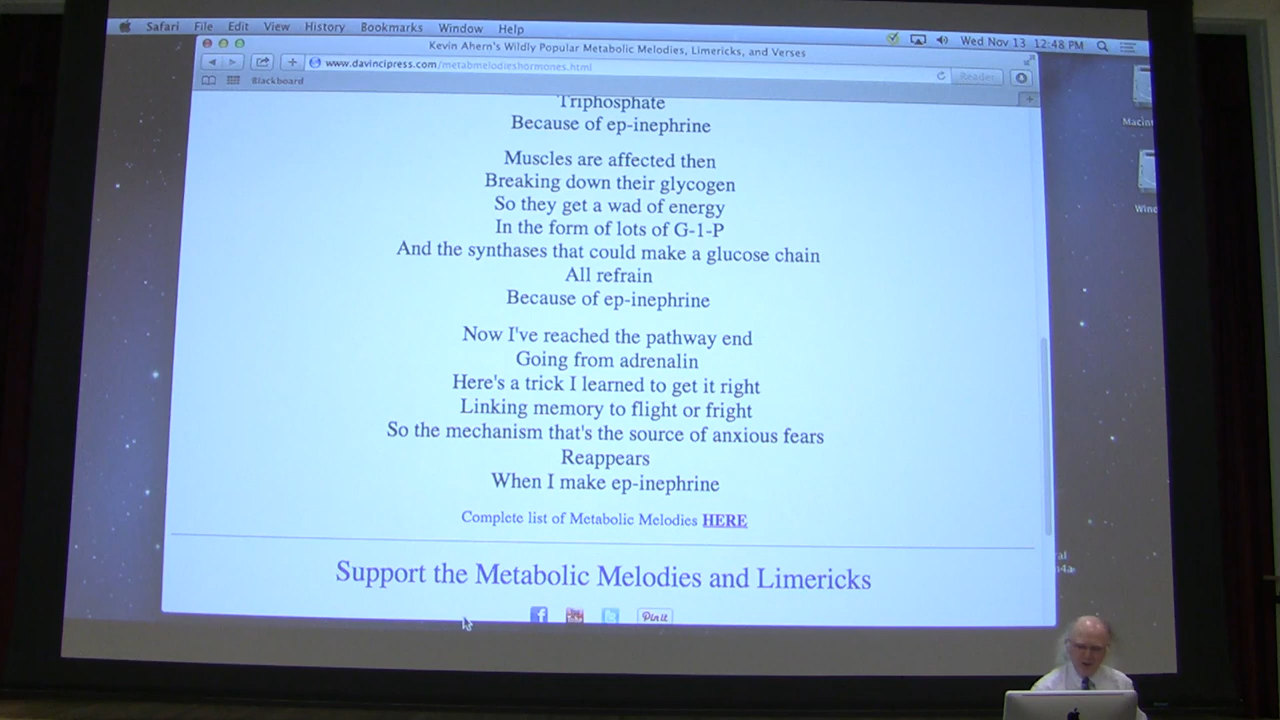 Safari File Edit View History Bookmarks Window Help Wed Nov 13 12:48 PM
Kevin Ahern's Wildly Popular Metabolic Melodies, Limericks, and Verses
www.davincipress.com/metabmelodieshormones.html Reader
Blackboard
Triphosphate
Because of ep-inephrine
Muscles are affected then
Breaking down their glycogen
So they get a wad of energy
In the form of lots of G-1-P
And the synthases that could make a glucose chain
All refrain
Because of ep-inephrine
Now I've reached the pathway end
Going from adrenalin
Here's a trick I learned to get it right
Linking memory to flight or fright
So the mechanism that's the source of anxious fears
Reappears
When I make ep-inephrine
Complete list of Metabolic Melodies HERE
Support the Metabolic Melodies and Limericks
Pin it